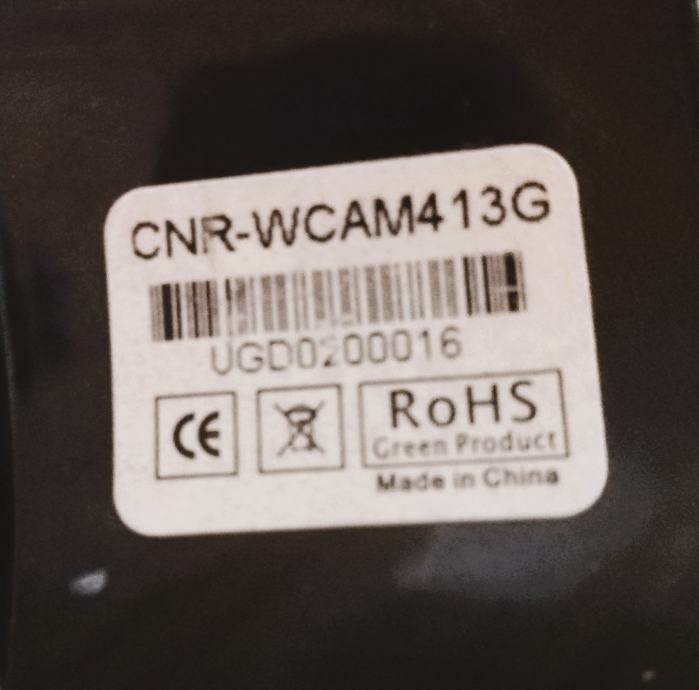 CNR-WCAM413G
UGD0200016
CE
RoHS
Green Product
Made in China